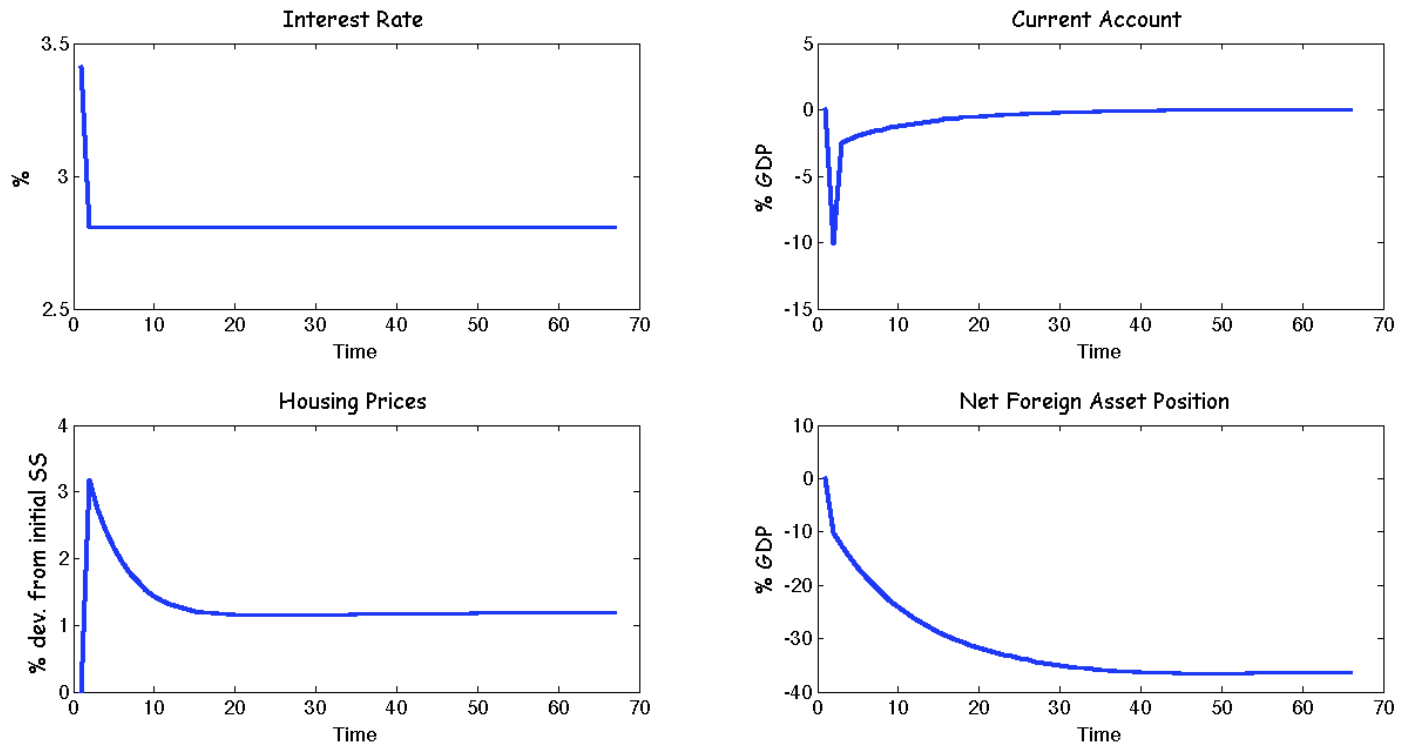 Interest Rate
%
3.5
3
2.5
0 10 20 30 40 50 60 70
Time
Current Account
% GDP
5
0
-5
-10
-15
0 10 20 30 40 50 60 70
Time
Housing Prices
% dev. from initial SS
4
3
2
1
0
0 10 20 30 40 50 60 70
Time
Net Foreign Asset Position
% GDP
10
0
-10
-20
-30
-40
0 10 20 30 40 50 60 70
Time